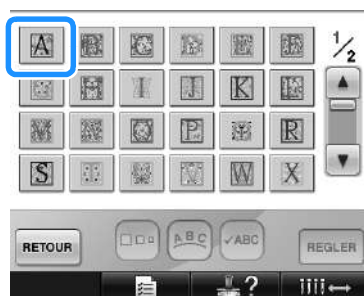 A B C E F 1/2
H I J K L
M N O P R
S V W X
RETOUR ABC ✓ABC REGLER
?